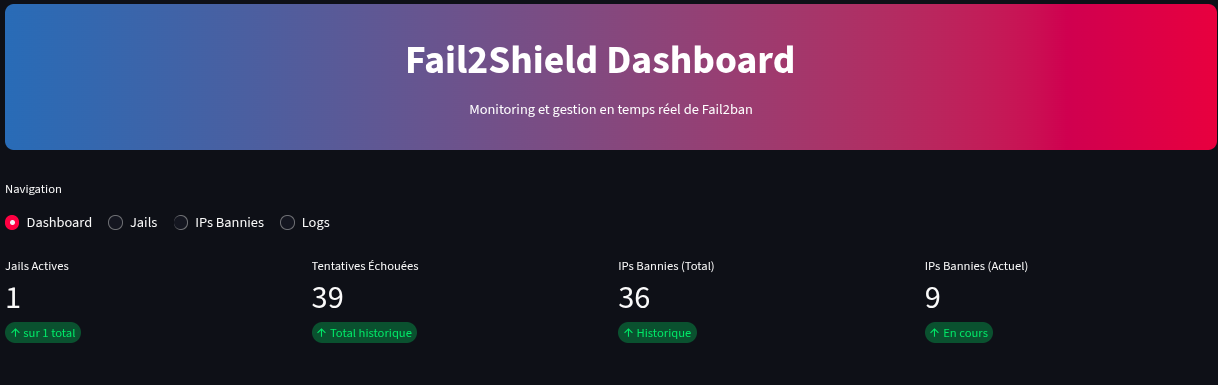 Fail2Shield Dashboard
Monitoring et gestion en temps réel de Fail2ban
Navigation
Dashboard Jails IPs Bannies Logs
Jails Actives Tentatives Échouées IPs Bannies (Total) IPs Bannies (Actuel)
1 39 36 9
↑ sur 1 total ↑ Total historique ↑ Historique ↑ En cours